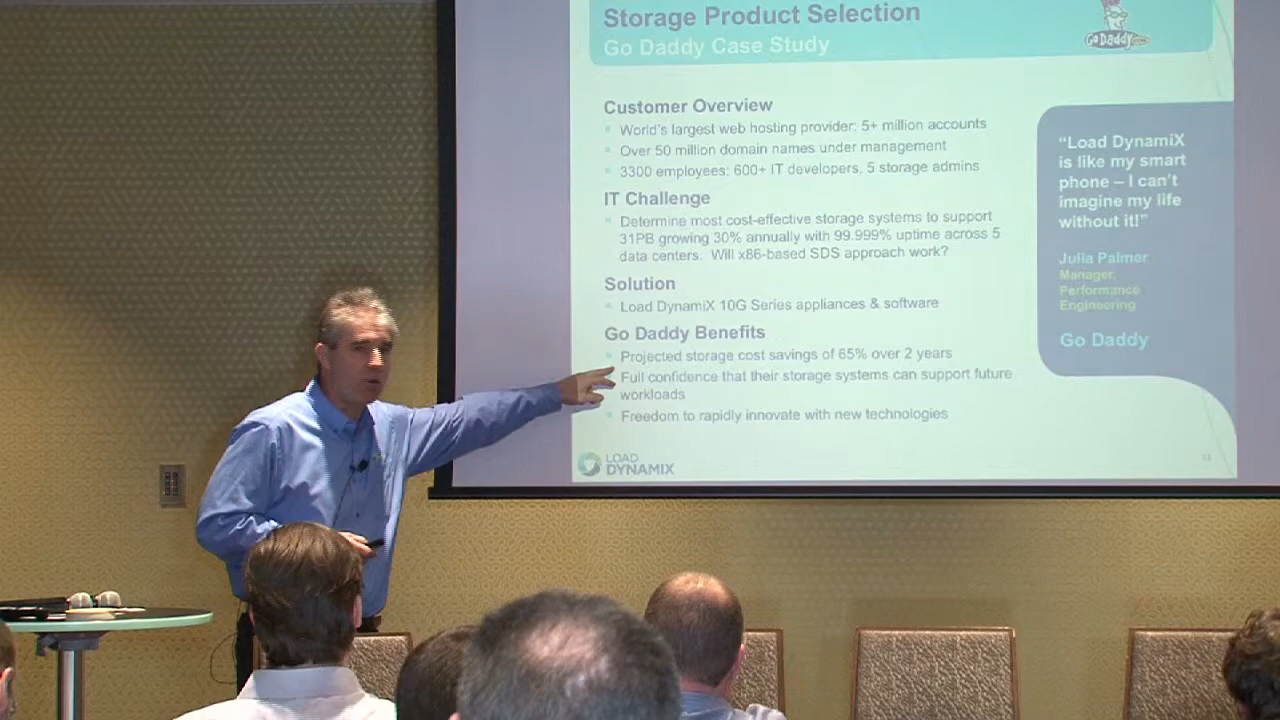 Storage Product Selection
Go Daddy Case Study
Go Daddy.com
Customer Overview
World's largest web hosting provider: 5+ million accounts
Over 50 million domain names under management
3300 employees: 600+ IT developers, 5 storage admins
IT Challenge
Determine most cost-effective storage systems to support
31PB growing 30% annually with 99.999% uptime across 5
data centers. Will x86-based SDS approach work?
Solution
Load DynamiX 10G Series appliances & software
Go Daddy Benefits
Projected storage cost savings of 65% over 2 years
Full confidence that their storage systems can support future
workloads
Freedom to rapidly innovate with new technologies
"Load DynamiX
is like my smart
phone – I can't
imagine my life
without it!"
Julia Palmer
Manager,
Performance
Engineering
Go Daddy
LOAD
DYNAMIX
14